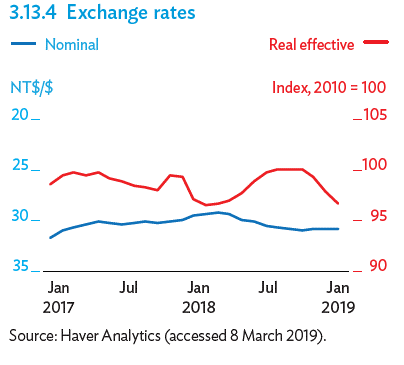 3.13.4 Exchange rates
Nominal
Real effective
NT$/$
Index, 2010 = 100
20
105
25
100
30
95
35
90
Jan
Jul
Jan
Jul
Jan
2017
2018
2019
Source: Haver Analytics (accessed 8 March 2019).